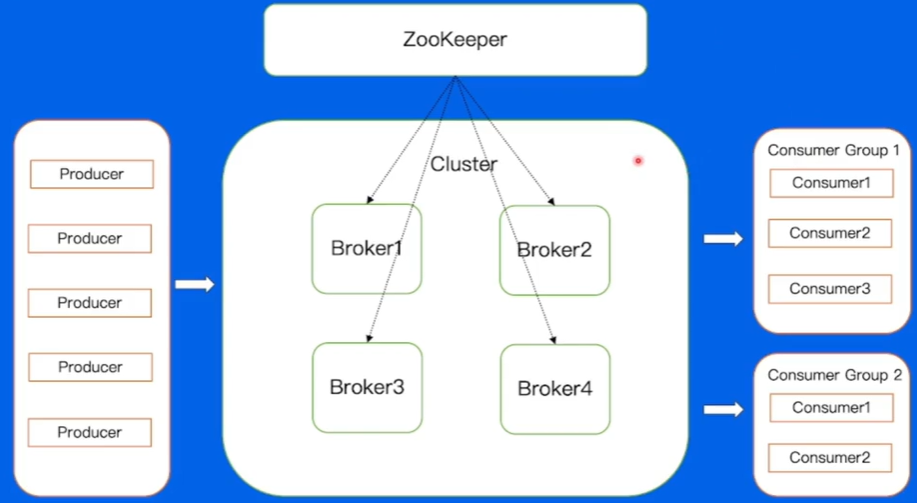 ZooKeeper
Producer
Producer
Producer
Producer
Producer
Cluster
Broker1
Broker2
Broker3
Broker4
Consumer Group 1
Consumer1
Consumer2
Consumer3
Consumer Group 2
Consumer1
Consumer2